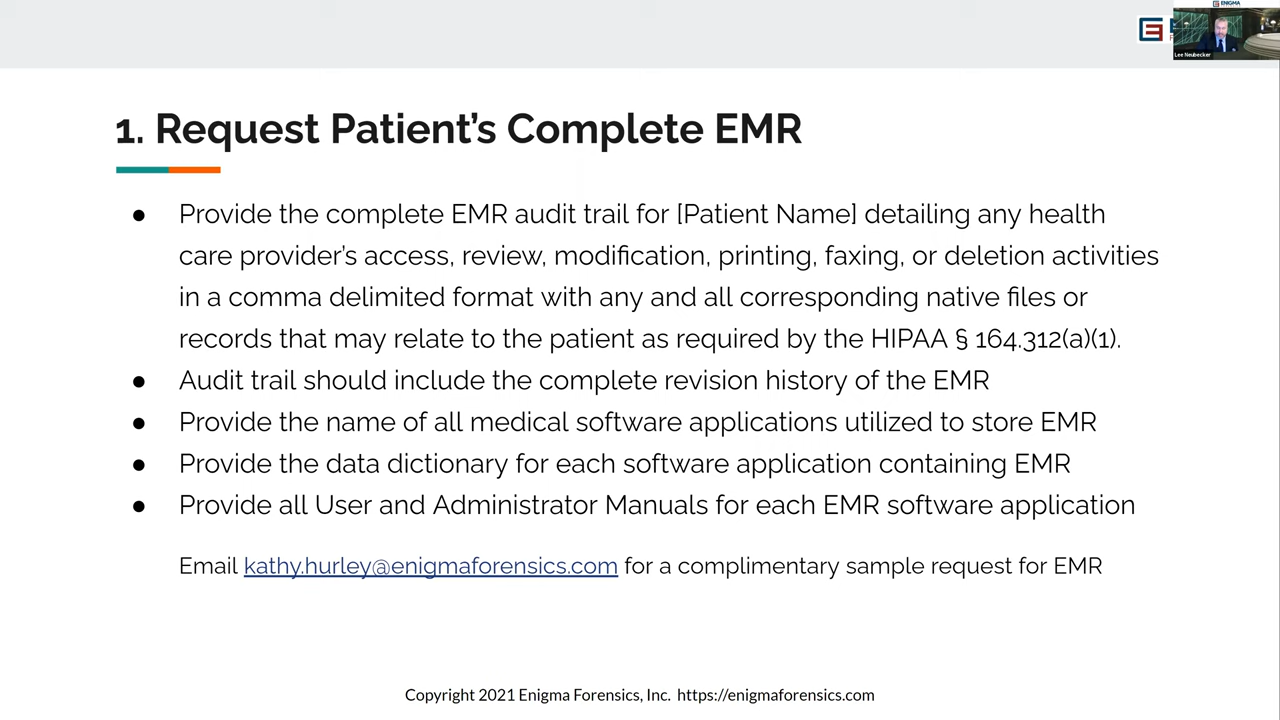 ENIGMA
Lee Neubecker
1. Request Patient's Complete EMR
● Provide the complete EMR audit trail for [Patient Name] detailing any health
care provider's access, review, modification, printing, faxing, or deletion activities
in a comma delimited format with any and all corresponding native files or
records that may relate to the patient as required by the HIPAA § 164.312(a)(1).
● Audit trail should include the complete revision history of the EMR
● Provide the name of all medical software applications utilized to store EMR
● Provide the data dictionary for each software application containing EMR
● Provide all User and Administrator Manuals for each EMR software application
Email kathy.hurley@enigmaforensics.com for a complimentary sample request for EMR
Copyright 2021 Enigma Forensics, Inc. https://enigmaforensics.com